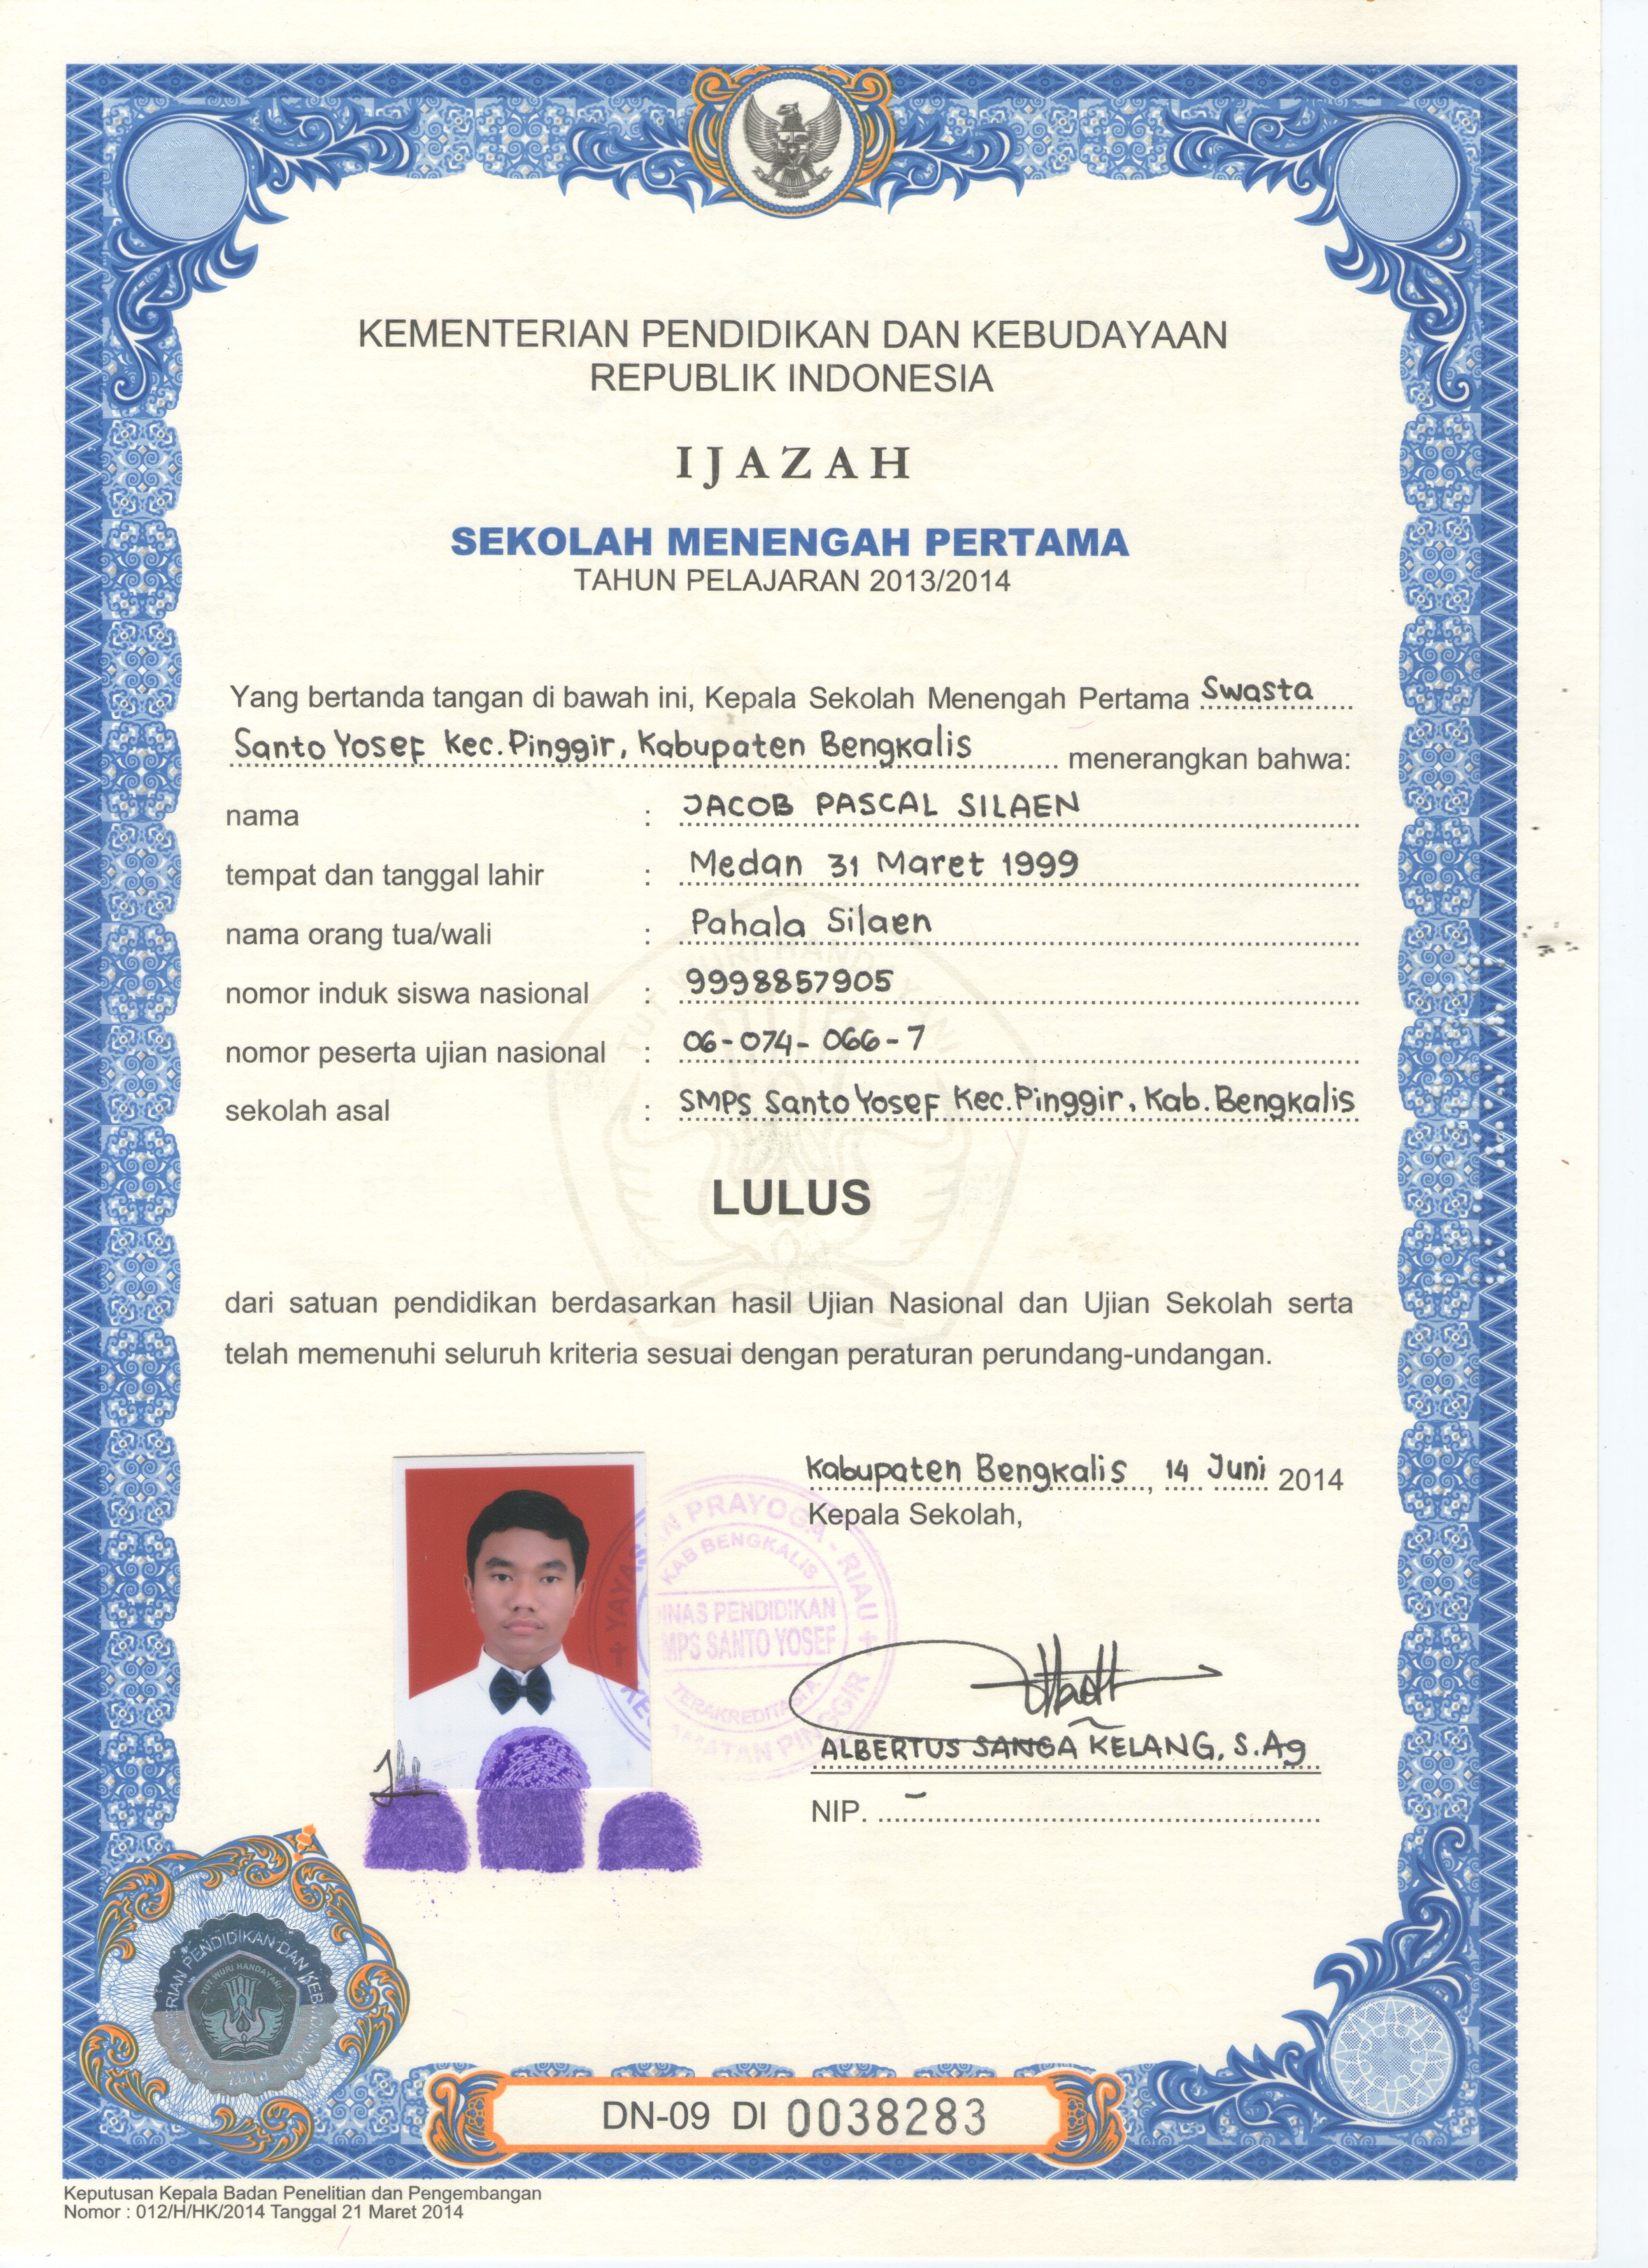 KEMENTERIAN PENDIDIKAN DAN KEBUDAYAAN
REPUBLIK INDONESIA
IJAZAH
SEKOLAH MENENGAH PERTAMA
TAHUN PELAJARAN 2013/2014
Yang bertanda tangan di bawah ini, Kepala Sekolah Menengah Pertama Swasta
Santo Yosef Kec. Pinggir, Kabupaten Bengkalis menerangkan bahwa:
nama : JACOB PASCAL SILAEN
tempat dan tanggal lahir : Medan 31 Maret 1999
nama orang tua/wali : Pahala Silaen
nomor induk siswa nasional : 9998857905
nomor peserta ujian nasional : 06-074-066-7
sekolah asal : SMPS Santo Yosef Kec. Pinggir, Kab. Bengkalis
TUT WURI HANDAYANI
LULUS
dari satuan pendidikan berdasarkan hasil Ujian Nasional dan Ujian Sekolah serta
telah memenuhi seluruh kriteria sesuai dengan peraturan perundang-undangan.
Kabupaten Bengkalis, 14 Juni 2014
Kepala Sekolah,
PRAYOGA - RIAU
KAB BENGKALIS
DINAS PENDIDIKAN
SMPS SANTO YOSEF
TERAKREDITASI
PINGGIR
ALBERTUS SANGA KELANG, S.Ag
NIP. -
PENDIDIKAN DAN
TUT WURI HANDAYANI
2014
DN-09 DI 0038283
Keputusan Kepala Badan Penelitian dan Pengembangan
Nomor : 012/H/HK/2014 Tanggal 21 Maret 2014